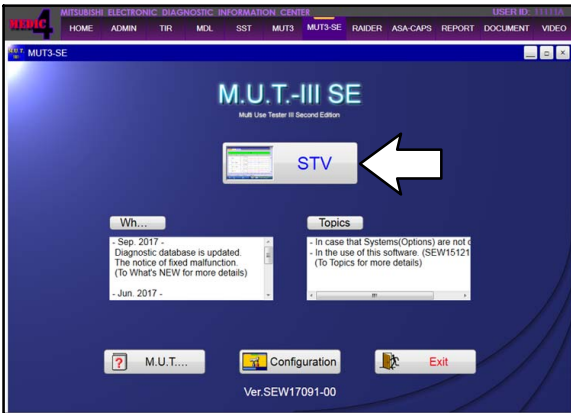 MEDIC 4
MITSUBISHI ELECTRONIC DIAGNOSTIC INFORMATION CENTER
USER ID: 11111A
HOME ADMIN TIR MDL SST MUT3 MUT3-SE RAIDER ASA-CAPS REPORT DOCUMENT VIDEO
M.U.T. MUT3-SE
M.U.T.-III SE
Multi Use Tester III Second Edition
STV
Wh...
- Sep. 2017 -
Diagnostic database is updated.
The notice of fixed malfunction.
(To What's NEW for more details)
- Jun. 2017 -
Topics
- In case that Systems(Options) are not c
- In the use of this software. (SEW15121
(To Topics for more details)
? M.U.T....
Configuration
Exit
Ver.SEW17091-00